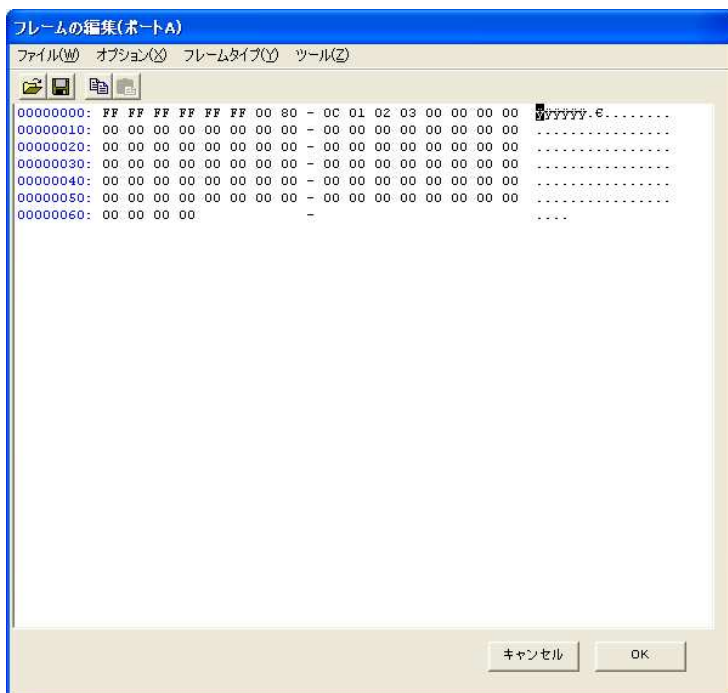 フレームの編集(ポートA)
ファイル(W) オプション(X) フレームタイプ(Y) ツール(Z)
00000000: FF FF FF FF FF FF 00 80 - 0C 01 02 03 00 00 00 00 ÿÿÿÿÿÿ.€........
00000010: 00 00 00 00 00 00 00 00 - 00 00 00 00 00 00 00 00 ................
00000020: 00 00 00 00 00 00 00 00 - 00 00 00 00 00 00 00 00 ................
00000030: 00 00 00 00 00 00 00 00 - 00 00 00 00 00 00 00 00 ................
00000040: 00 00 00 00 00 00 00 00 - 00 00 00 00 00 00 00 00 ................
00000050: 00 00 00 00 00 00 00 00 - 00 00 00 00 00 00 00 00 ................
00000060: 00 00 00 00 - ....
キャンセル OK